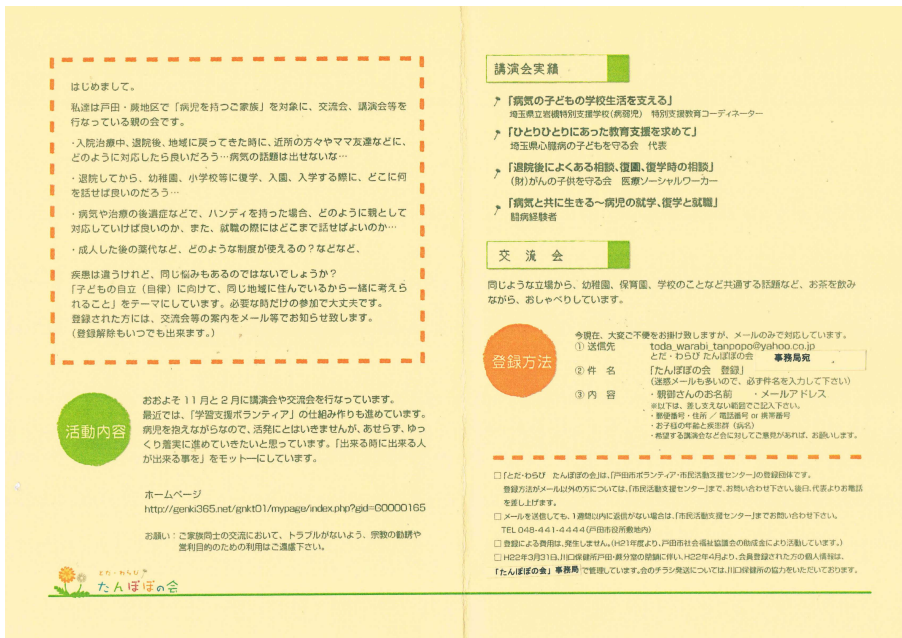 はじめまして。
私達は戸田・蕨地区で「病児を持つご家族」を対象に、交流会、講演会等を
行なっている親の会です。
・入院治療中、退院後、地域に戻ってきた時に、近所の方々やママ友達などに、
どのように対応したら良いだろう…病気の話題は出せないな…
・退院してから、幼稚園、小学校等に復学、入園、入学する際に、どこに何
を話せば良いのだろう…
・病気や治療の後遺症などで、ハンディを持った場合、どのように親として
対応していけば良いのか、また、就職の際にはどこまで話せばよいのか…
・成人した後の薬代など、どのような制度が使えるの？などなど、
疾患は違うけれど、同じ悩みもあるのではないでしょうか？
「子どもの自立（自律）に向けて、同じ地域に住んでいるから一緒に考えら
れること」をテーマにしています。必要な時だけの参加で大丈夫です。
登録された方には、交流会等の案内をメール等でお知らせ致します。
（登録解除もいつでも出来ます。）
活動内容
おおよそ 11 月と 2 月に講演会や交流会を行なっています。
最近では、「学習支援ボランティア」の仕組み作りも進めています。
病児を抱えながらなので、活発にとはいきませんが、あせらず、ゆっ
くり着実に進めていきたいと思っています。「出来る時に出来る人
が出来る事を」をモットーにしています。
ホームページ
http://genki365.net/gnkt01/mypage/index.php?gid=G0000165
お願い：ご家族同士の交流において、トラブルがないよう、宗教の勧誘や
営利目的のための利用はご遠慮下さい。
とだ・わらび
たんぽぽの会
講演会実績
「病気の子どもの学校生活を支える」
埼玉県立岩槻特別支援学校(病弱児) 特別支援教育コーディネーター
「ひとりひとりにあった教育支援を求めて」
埼玉県心臓病の子どもを守る会 代表
「退院後によくある相談、復園、復学時の相談」
(財)がんの子供を守る会 医療ソーシャルワーカー
「病気と共に生きる～病児の就学、復学と就職」
闘病経験者
交 流 会
同じような立場から、幼稚園、保育園、学校のことなど共通する話題など、お茶を飲み
ながら、おしゃべりしています。
登録方法
今現在、大変ご不便をお掛け致しますが、メールのみで対応しています。
① 送信先 toda_warabi_tanpopo@yahoo.co.jp
とだ・わらび たんぽぽの会 事務局宛
② 件 名 「たんぽぽの会 登録」
(迷惑メールも多いので、必ず件名を入力して下さい)
③ 内 容 ・親御さんのお名前 ・メールアドレス
※以下は、差し支えない範囲でご記入下さい。
・郵便番号・住所 ／ 電話番号 or 携帯番号
・お子様の年齢と疾患群 (病名)
・希望する講演会など会に対してご意見があれば、お願いします。
□「とだ・わらび たんぽぽの会」は、「戸田市ボランティア・市民活動支援センター」の登録団体です。
登録方法がメール以外の方については、「市民活動支援センター」まで、お問い合わせ下さい。後日、代表よりお電話
を差し上げます。
□メールを送信しても、1週間以内に返信がない場合は、「市民活動支援センター」までお問い合わせ下さい。
TEL 048-441-4444(戸田市役所敷地内)
□登録による費用は、発生しません。(H21年度より、戸田市社会福祉協議会の助成金により活動しています。)
□H22年3月31日、川口保健所戸田・蕨分室の閉鎖に伴い、H22年4月より、会員登録された方の個人情報は、
「たんぽぽの会」事務局で管理しています。会のチラシ発送については、川口保健所の協力をいただいております。